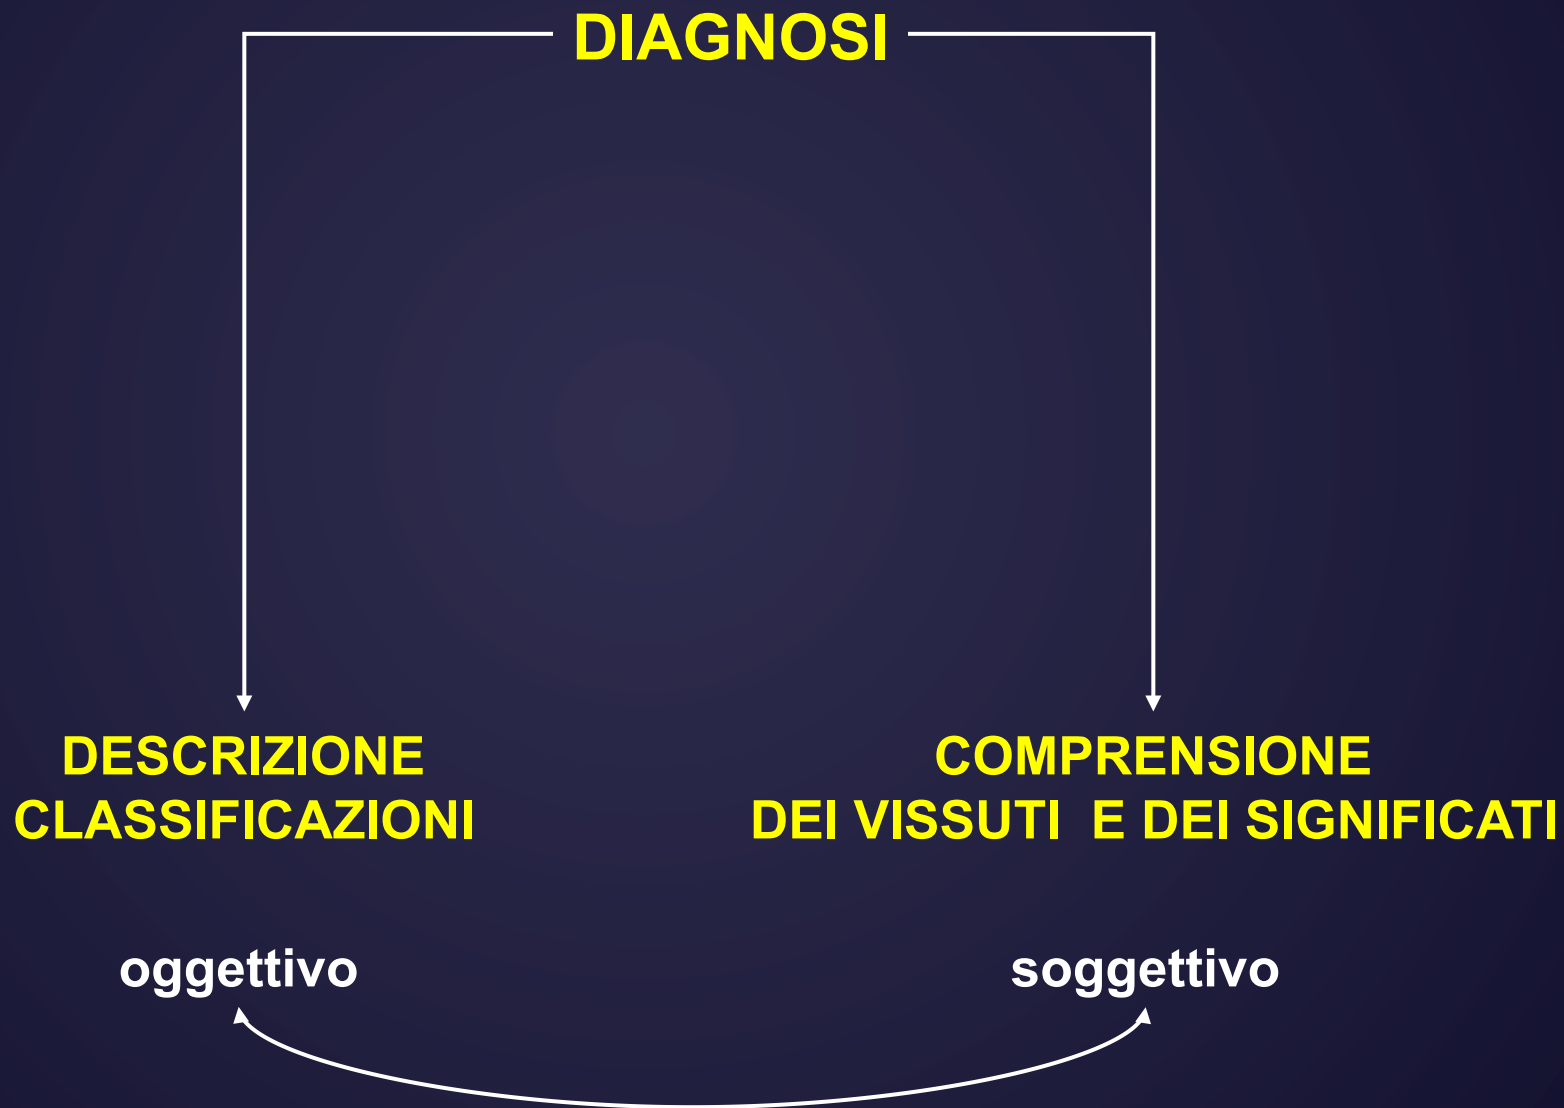 DIAGNOSI
DESCRIZIONE
CLASSIFICAZIONI
COMPRENSIONE
DEI VISSUTI E DEI SIGNIFICATI
oggettivo
soggettivo